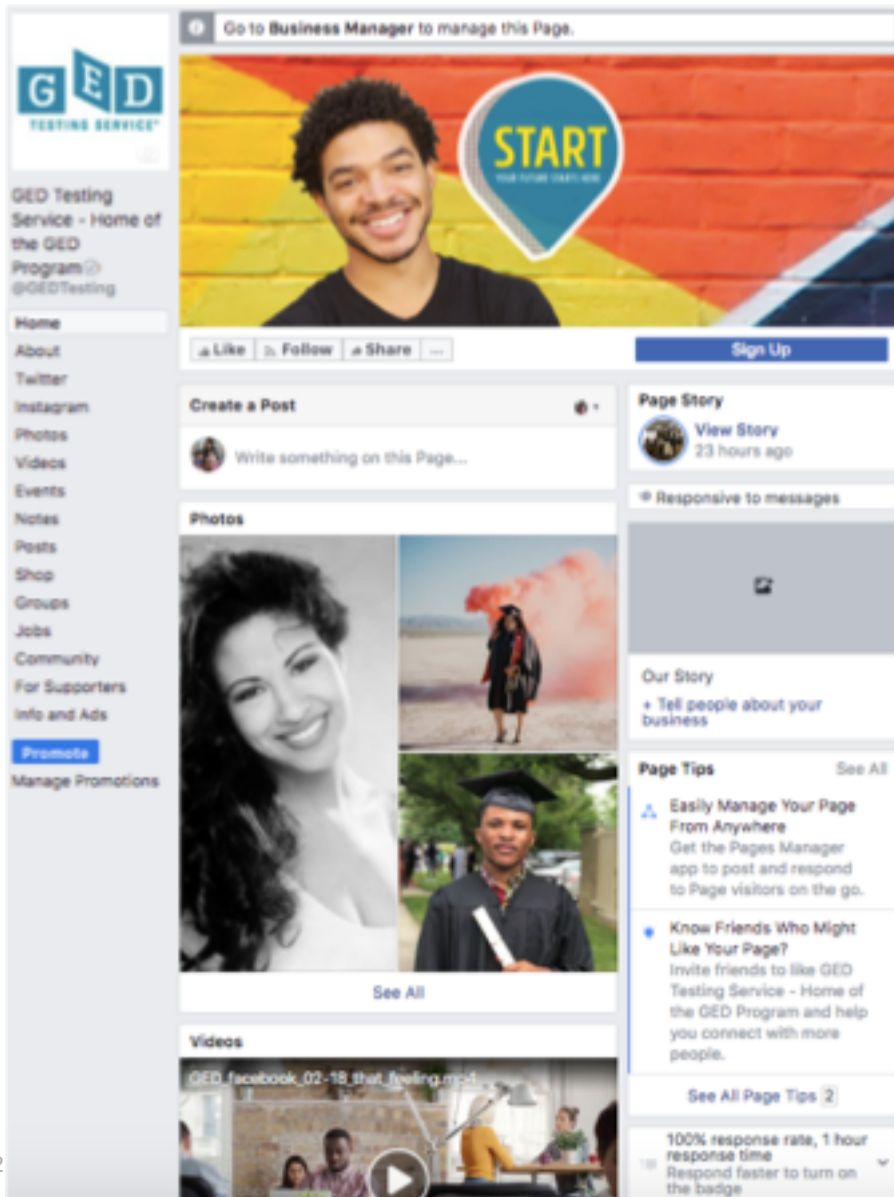 Go to Business Manager to manage this Page.
GED
TESTING SERVICE®
GED Testing
Service - Home of
the GED
Program
@GEDTesting
Home
About
Twitter
Instagram
Photos
Videos
Events
Notes
Posts
Shop
Groups
Jobs
Community
For Supporters
Info and Ads
Promote
Manage Promotions
START
YOUR FUTURE STARTS HERE
Like
Follow
Share
...
Sign Up
Create a Post
Write something on this Page...
Photos
See All
Videos
GED_facebook_02-18_that_feeling.mp4
Page Story
View Story
23 hours ago
Responsive to messages
Our Story
+ Tell people about your
business
Page Tips
See All
Easily Manage Your Page
From Anywhere
Get the Pages Manager
app to post and respond
to Page visitors on the go.
Know Friends Who Might
Like Your Page?
Invite friends to like GED
Testing Service - Home of
the GED Program and help
you connect with more
people.
See All Page Tips 2
100% response rate, 1 hour
response time
Respond faster to turn on
the badge
2